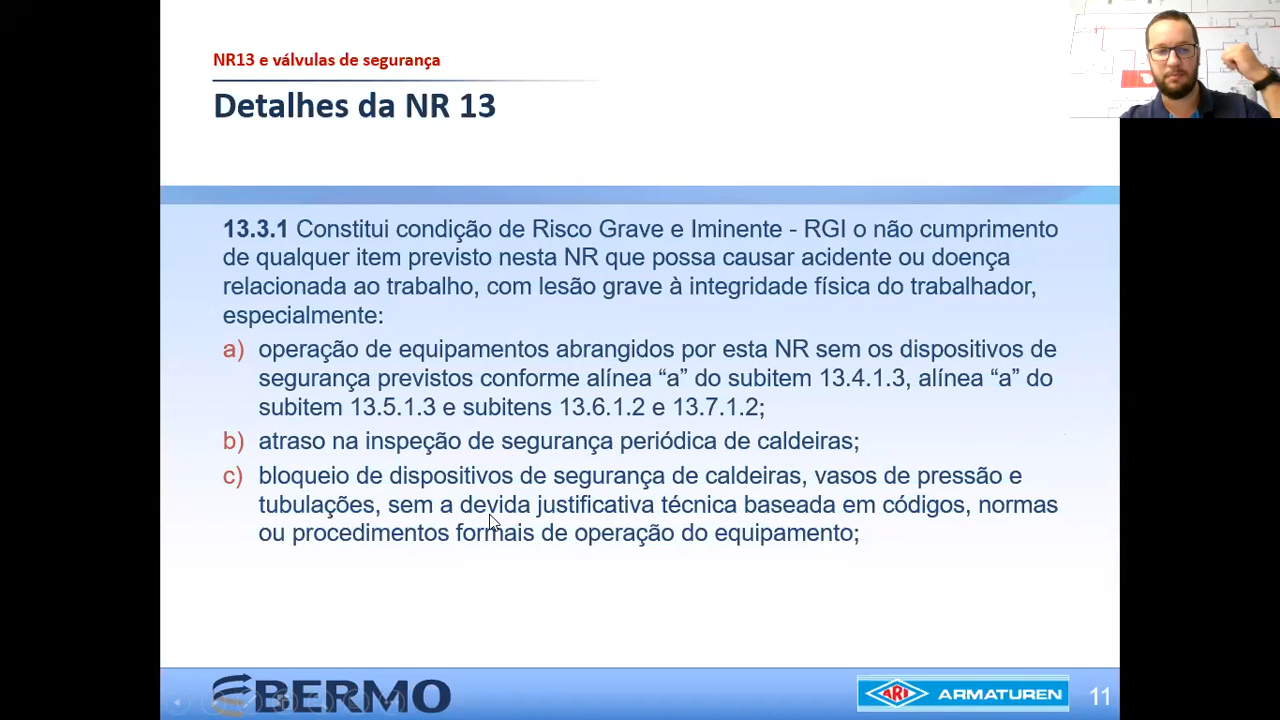 NR13 e válvulas de segurança
Detalhes da NR 13
13.3.1 Constitui condição de Risco Grave e Iminente - RGI o não cumprimento
de qualquer item previsto nesta NR que possa causar acidente ou doença
relacionada ao trabalho, com lesão grave à integridade física do trabalhador,
especialmente:
a) operação de equipamentos abrangidos por esta NR sem os dispositivos de
segurança previstos conforme alínea “a” do subitem 13.4.1.3, alínea “a” do
subitem 13.5.1.3 e subitens 13.6.1.2 e 13.7.1.2;
b) atraso na inspeção de segurança periódica de caldeiras;
c) bloqueio de dispositivos de segurança de caldeiras, vasos de pressão e
tubulações, sem a devida justificativa técnica baseada em códigos, normas
ou procedimentos formais de operação do equipamento;
BERMO
ARI ARMATUREN
11